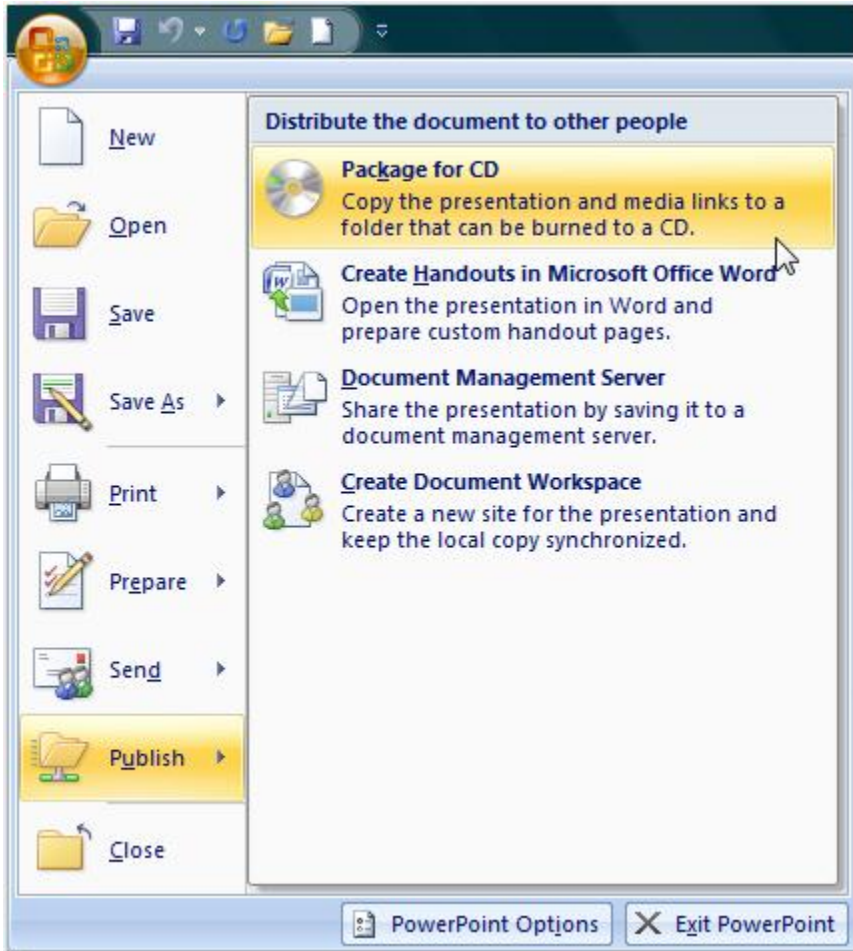 New
Open
Save
Save As
Print
Prepare
Send
Publish
Close
Distribute the document to other people
Package for CD
Copy the presentation and media links to a
folder that can be burned to a CD.
Create Handouts in Microsoft Office Word
Open the presentation in Word and
prepare custom handout pages.
Document Management Server
Share the presentation by saving it to a
document management server.
Create Document Workspace
Create a new site for the presentation and
keep the local copy synchronized.
PowerPoint Options
Exit PowerPoint